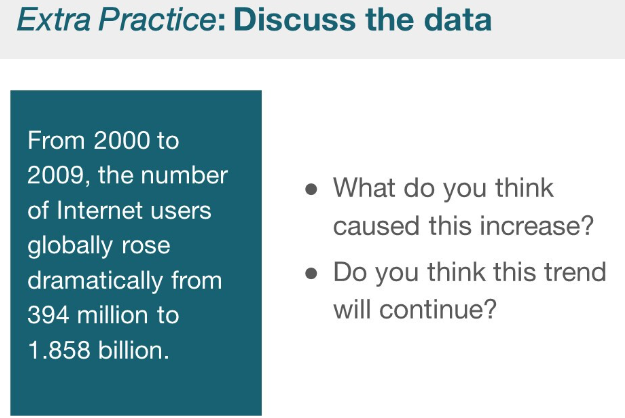 Extra Practice: Discuss the data
From 2000 to
2009, the number
of Internet users
globally rose
dramatically from
394 million to
1.858 billion.
● What do you think
caused this increase?
● Do you think this trend
will continue?